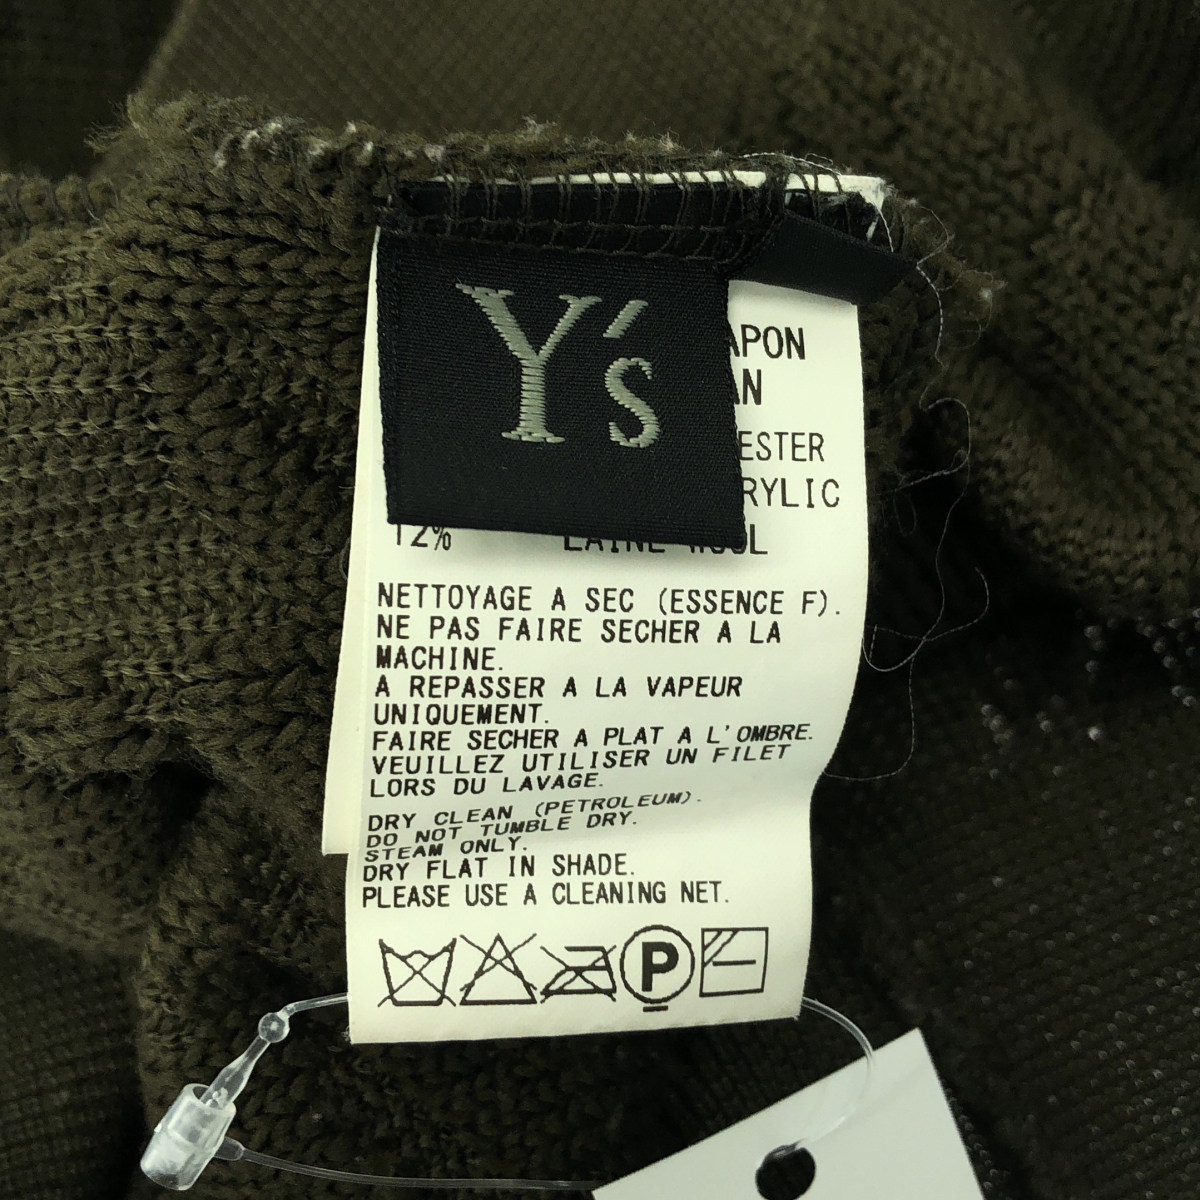 Y's
APON
AN
ESTER
RYLIC
12% LAINE WOOL
NETTOYAGE A SEC (ESSENCE F).
NE PAS FAIRE SECHER A LA
MACHINE.
A REPASSER A LA VAPEUR
UNIQUEMENT.
FAIRE SECHER A PLAT A L'OMBRE.
VEUILLEZ UTILISER UN FILET
LORS DU LAVAGE.
DRY CLEAN (PETROLEUM).
DO NOT TUMBLE DRY.
STEAM ONLY.
DRY FLAT IN SHADE.
PLEASE USE A CLEANING NET.
P